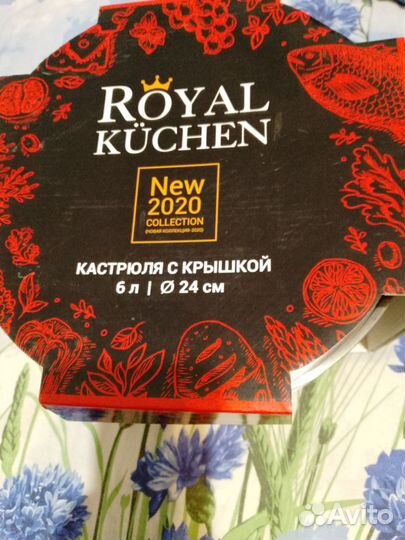 ROYAL
KÜCHEN
New
2020
COLLECTION
(НОВАЯ КОЛЛЕКЦИЯ 2020)
КАСТРЮЛЯ С КРЫШКОЙ
6 л | Ø 24 см
Avito